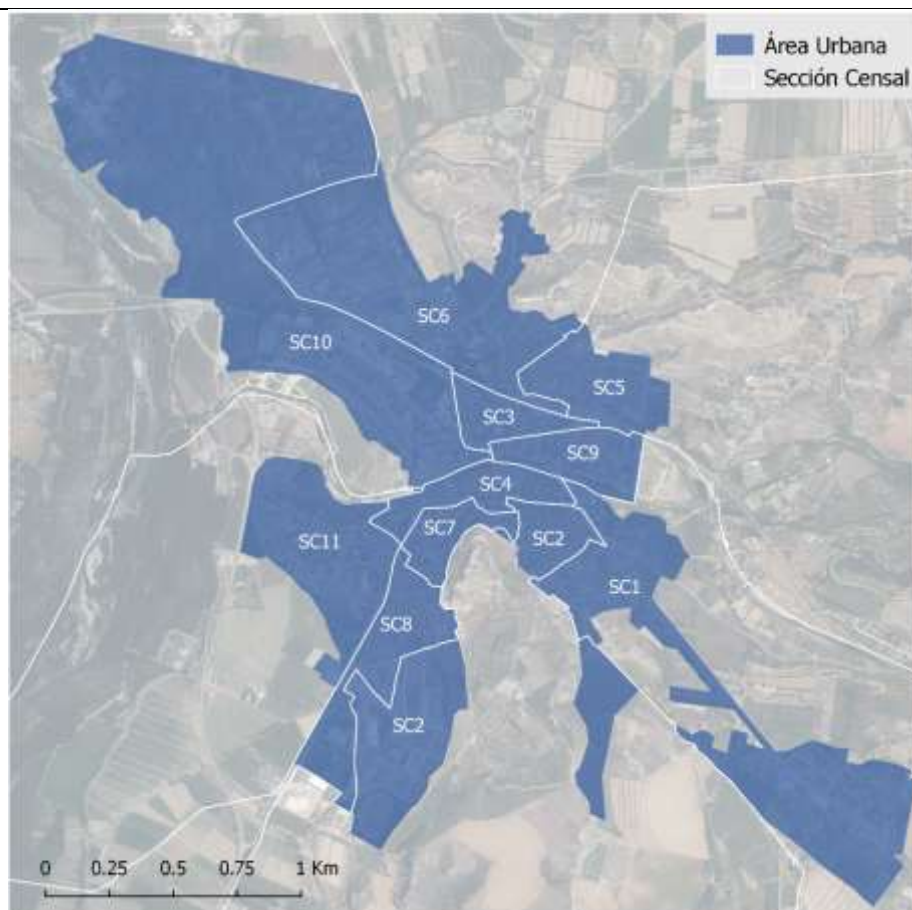 Área Urbana
Sección Censal
SC6
SC10
SC5
SC3
SC9
SC4
SC7
SC2
SC11
SC1
SC8
SC2
0 0.25 0.5 0.75 1 Km